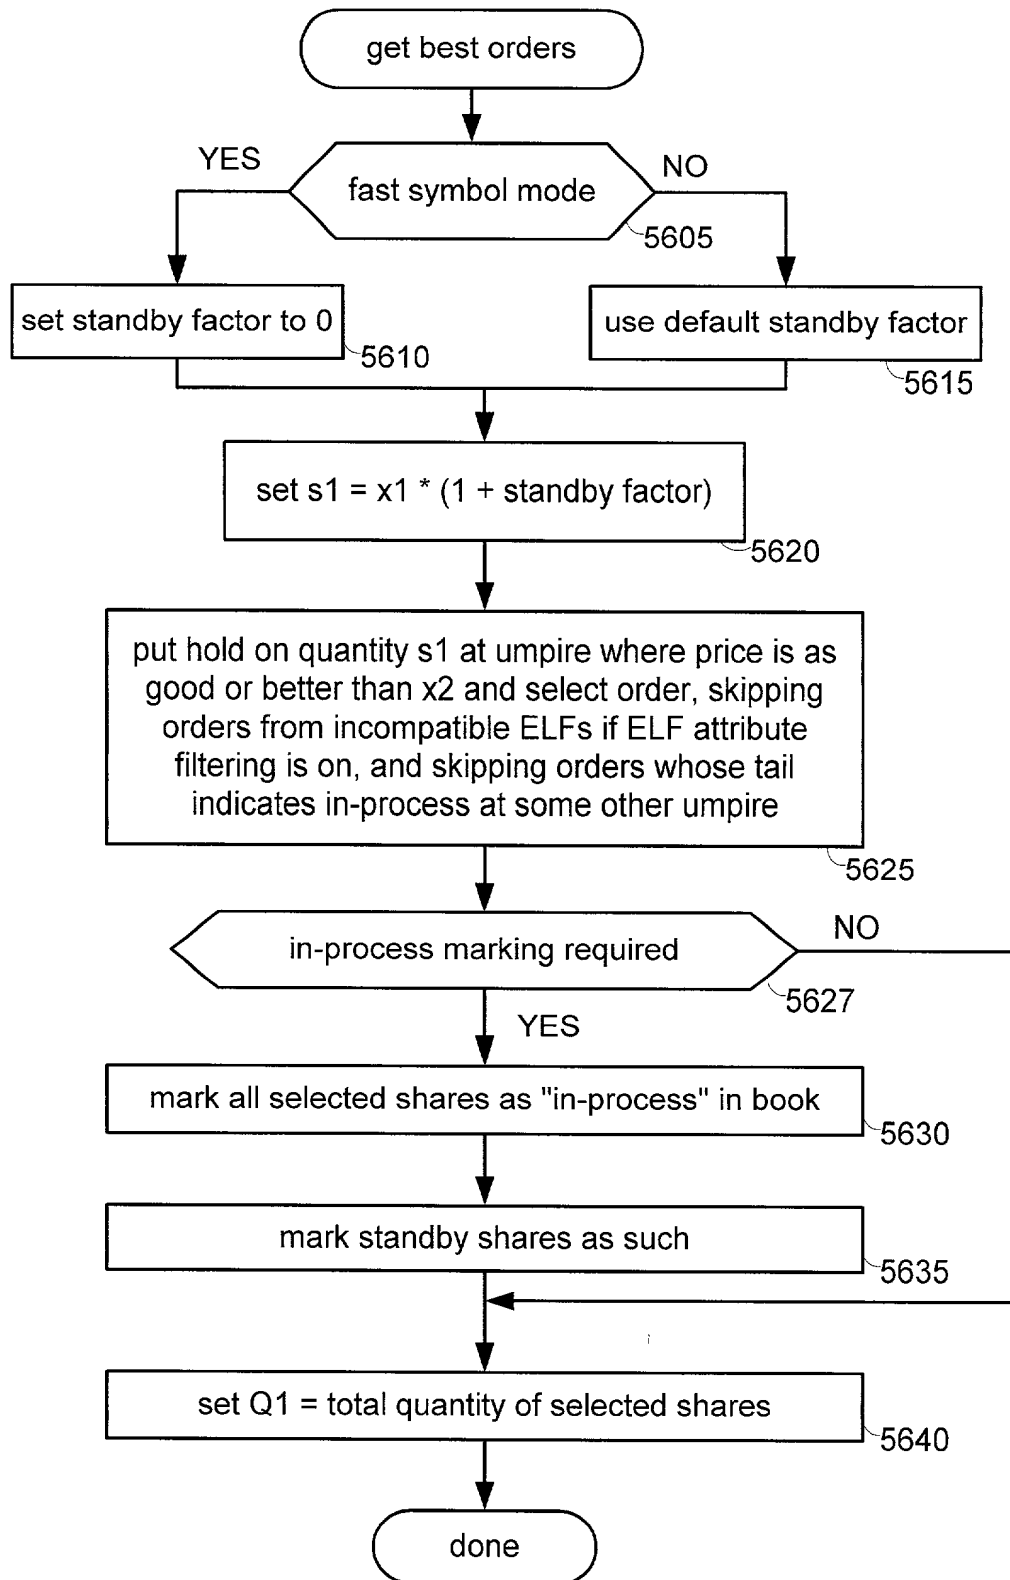 get best orders
YES
NO
fast symbol mode
5605
set standby factor to 0
use default standby factor
5610
5615
set s1 = x1 * (1 + standby factor)
5620
put hold on quantity s1 at umpire where price is as
good or better than x2 and select order, skipping
orders from incompatible ELFs if ELF attribute
filtering is on, and skipping orders whose tail
indicates in-process at some other umpire
5625
NO
in-process marking required
5627
YES
mark all selected shares as "in-process" in book
5630
mark standby shares as such
5635
set Q1 = total quantity of selected shares
5640
done